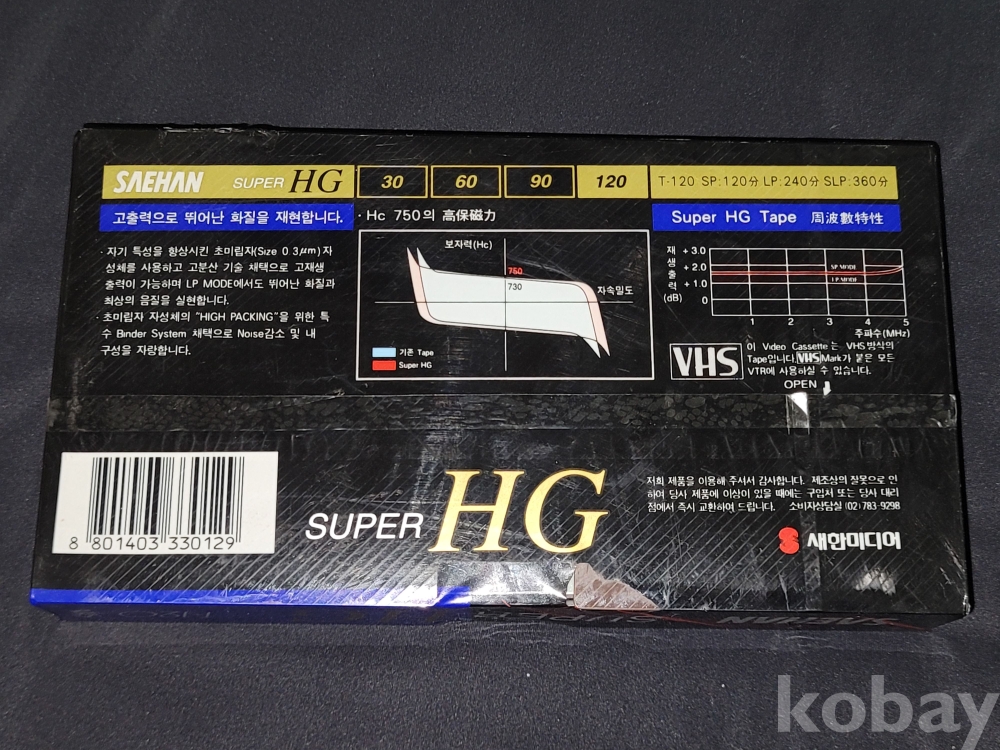 SAEHAN SUPER HG 30 60 90 120 T-120 SP:120分 LP:240分 SLP:360分
고출력으로 뛰어난 화질을 재현합니다.
· 자기 특성을 향상시킨 초미립자(Size 0.3μm)자
성체를 사용하고 고분산 기술 채택으로 고재생
출력이 가능하며 LP MODE에서도 뛰어난 화질과
최상의 음질을 실현합니다.
· 초미립자 자성체의 "HIGH PACKING"을 위한 특
수 Binder System 채택으로 Noise감소 및 내
구성을 자랑합니다.
· Hc 750의 高保磁力
보자력(Hc)
750
730
자속밀도
기존 Tape
Super HG
Super HG Tape 周波數特性
재생출력(dB)
+3.0
+2.0
+1.0
0
SP MODE
LP MODE
1 2 3 4 5
주파수(MHz)
VHS
이 Video Cassette는 VHS방식의
Tape입니다. VHS Mark가 붙은 모든
VTR에 사용하실 수 있습니다.
OPEN
8 801403 330129
SUPER HG
저희 제품을 이용해 주셔서 감사합니다. 제조상의 잘못으로 인
하여 당사 제품에 이상이 있을 때에는 구입처 또는 당사 대리
점에서 즉시 교환하여 드립니다. 소비자상담실 (02)783-9298
새한미디어
SAEHAN
kobay